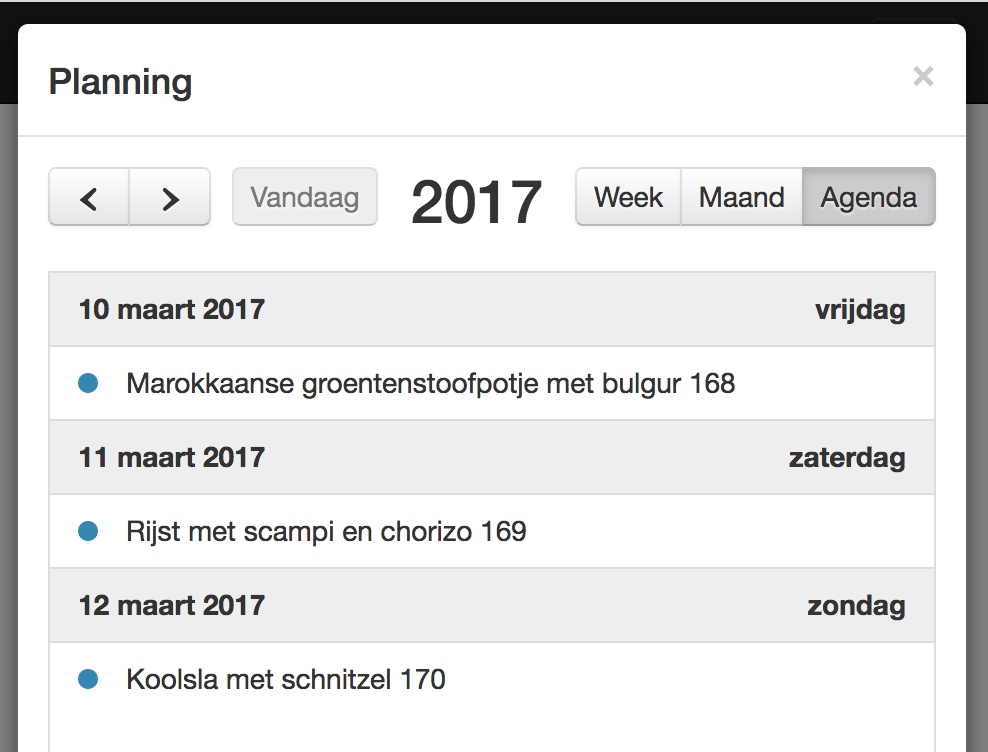 Planning
×
Vandaag 2017 Week Maand Agenda
10 maart 2017 vrijdag
Marokkaanse groentenstoofpotje met bulgur 168
11 maart 2017 zaterdag
Rijst met scampi en chorizo 169
12 maart 2017 zondag
Koolsla met schnitzel 170